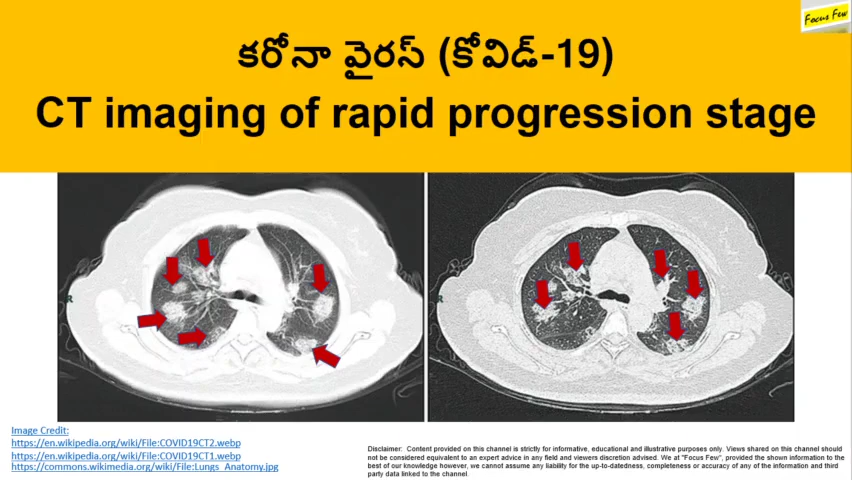 Focus Few
కరోనా వైరస్ (కోవిడ్-19)
CT imaging of rapid progression stage
R
R
Image Credit:
https://en.wikipedia.org/wiki/File:COVID19CT2.webp
https://en.wikipedia.org/wiki/File:COVID19CT1.webp
https://commons.wikimedia.org/wiki/File:Lungs_Anatomy.jpg
Disclaimer: Content provided on this channel is strictly for informative, educational and illustrative purposes only. Views shared on this channel should
not be considered equivalent to an expert advice in any field and viewers discretion advised. We at "Focus Few", provided the shown information to the
best of our knowledge however, we cannot assume any liability for the up-to-datedness, completeness or accuracy of any of the information and third
party data linked to the channel.